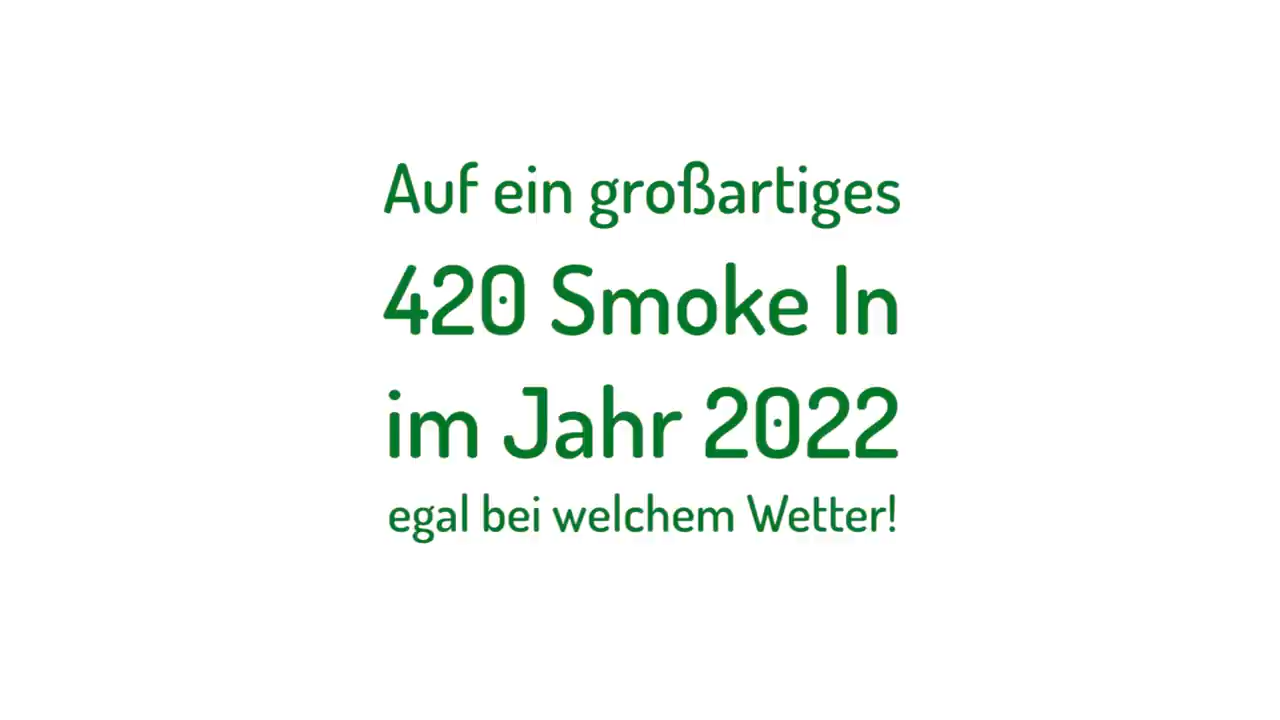 Auf ein großartiges
420 Smoke In
im Jahr 2022
egal bei welchem Wetter!